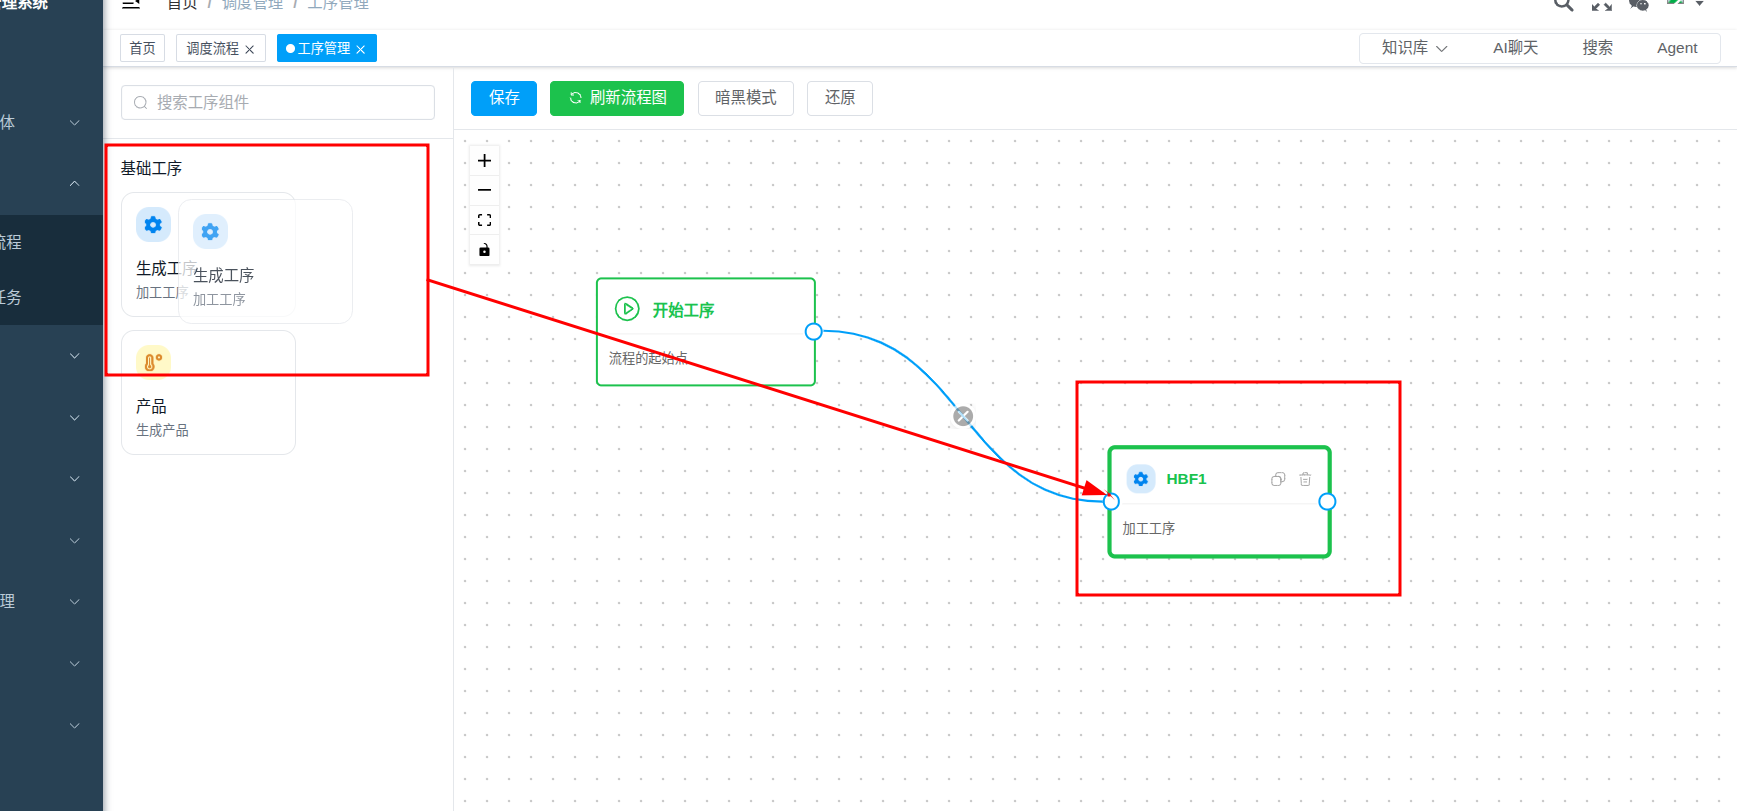 理系统
首页 / 调度管理 / 工序管理
首页
调度流程
工序管理
知识库
AI聊天
搜索
Agent
体
流程
任务
理
搜索工序组件
保存
刷新流程图
暗黑模式
还原
基础工序
生成工序
加工工序
生成工序
加工工序
产品
生成产品
开始工序
流程的起始点
HBF1
加工工序